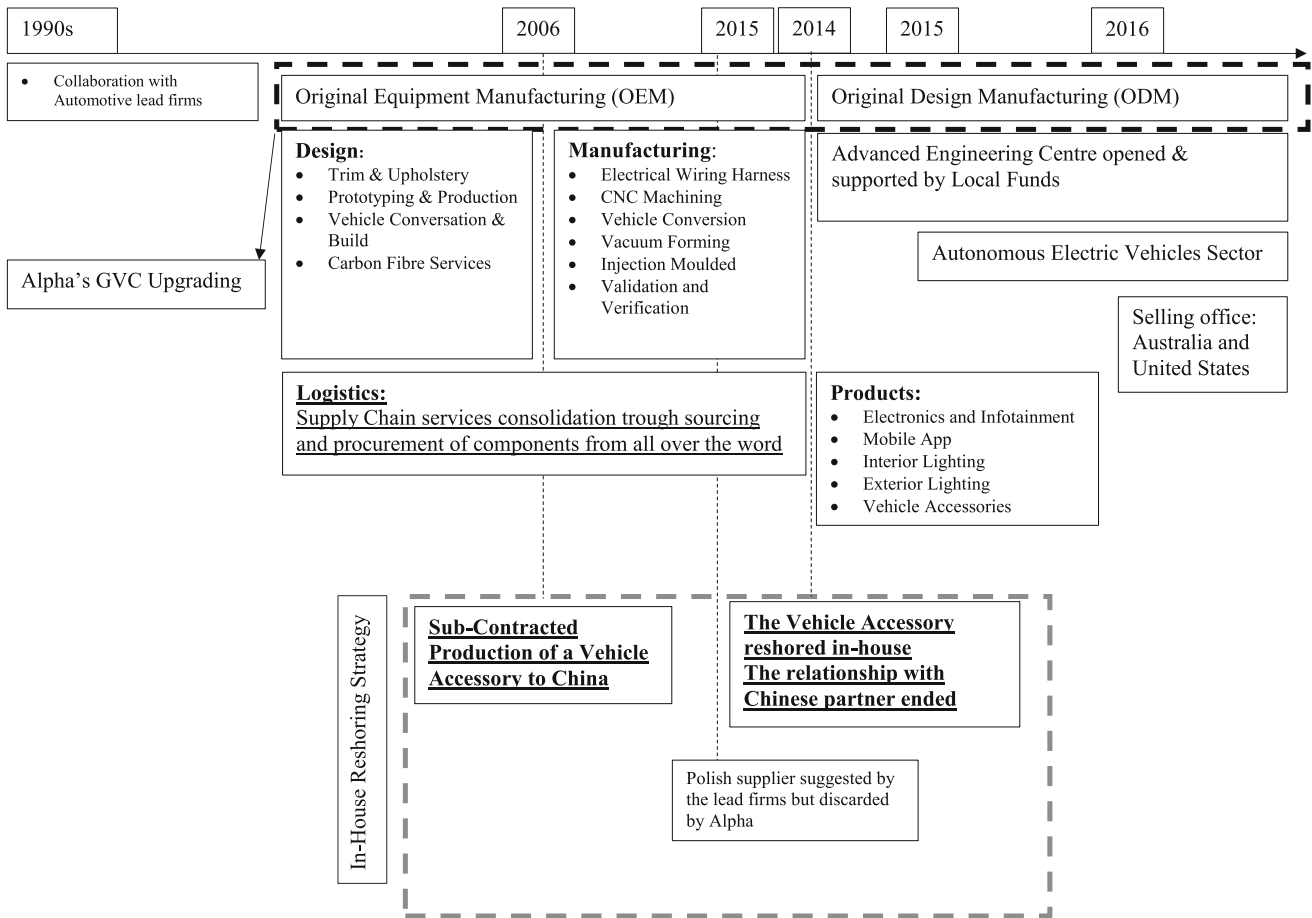 1990s
2006
2015
2014
2015
2016
• Collaboration with
Automotive lead firms
Original Equipment Manufacturing (OEM)
Original Design Manufacturing (ODM)
Design:
• Trim & Upholstery
• Prototyping & Production
• Vehicle Conversation &
Build
• Carbon Fibre Services
Manufacturing:
• Electrical Wiring Harness
• CNC Machining
• Vehicle Conversion
• Vacuum Forming
• Injection Moulded
• Validation and
Verification
Advanced Engineering Centre opened &
supported by Local Funds
Autonomous Electric Vehicles Sector
Alpha's GVC Upgrading
Selling office:
Australia and
United States
Logistics:
Supply Chain services consolidation trough sourcing
and procurement of components from all over the word
Products:
• Electronics and Infotainment
• Mobile App
• Interior Lighting
• Exterior Lighting
• Vehicle Accessories
In-House Reshoring Strategy
Sub-Contracted
Production of a Vehicle
Accessory to China
The Vehicle Accessory
reshored in-house
The relationship with
Chinese partner ended
Polish supplier suggested by
the lead firms but discarded
by Alpha